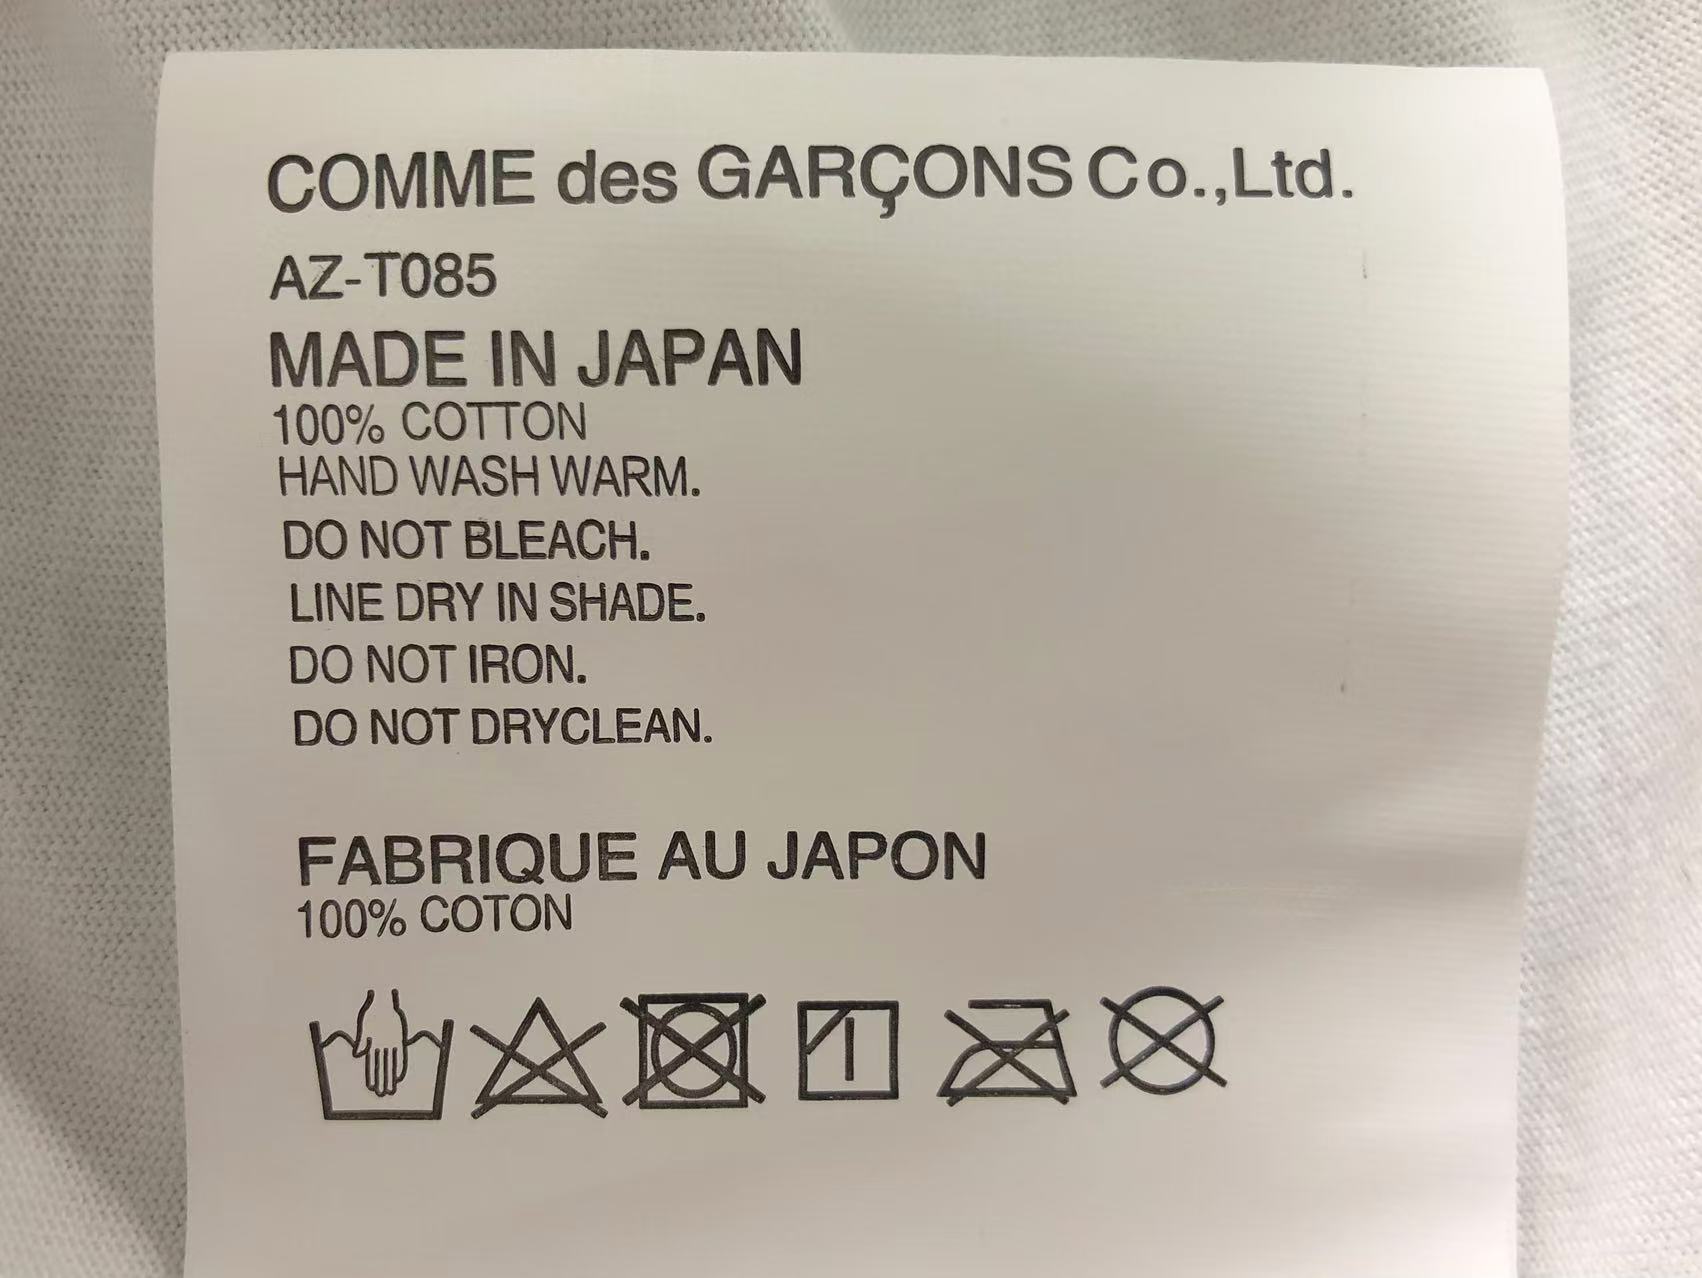 COMME des GARÇONS Co.,Ltd.
AZ-T085
MADE IN JAPAN
100% COTTON
HAND WASH WARM.
DO NOT BLEACH.
LINE DRY IN SHADE.
DO NOT IRON.
DO NOT DRYCLEAN.
FABRIQUE AU JAPON
100% COTON